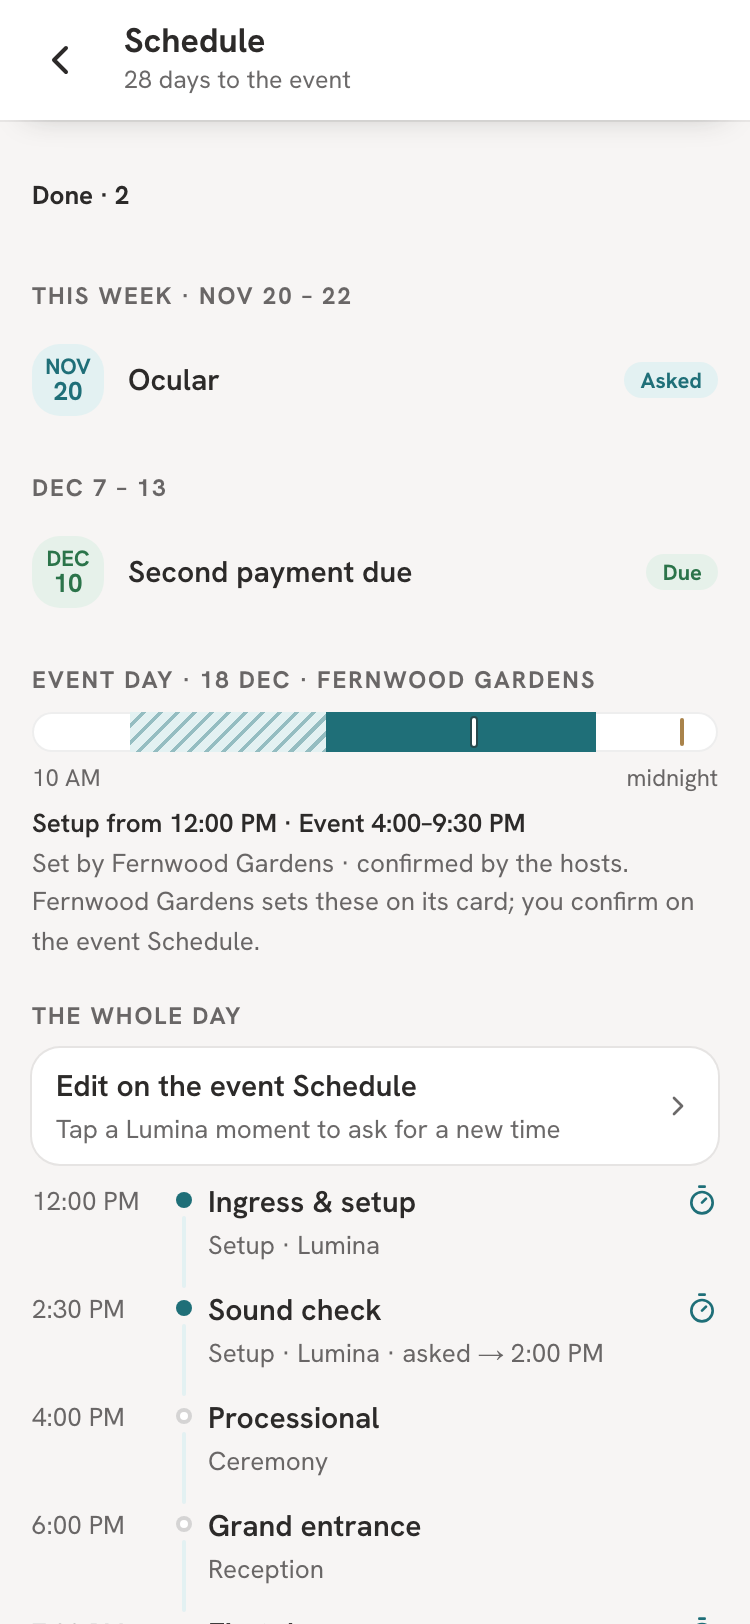 Schedule
28 days to the event
Done · 2
THIS WEEK · NOV 20 – 22
NOV
20
Ocular
Asked
DEC 7 – 13
DEC
10
Second payment due
Due
EVENT DAY · 18 DEC · FERNWOOD GARDENS
10 AM
midnight
Setup from 12:00 PM · Event 4:00–9:30 PM
Set by Fernwood Gardens · confirmed by the hosts.
Fernwood Gardens sets these on its card; you confirm on
the event Schedule.
THE WHOLE DAY
Edit on the event Schedule
Tap a Lumina moment to ask for a new time
12:00 PM
Ingress & setup
Setup · Lumina
2:30 PM
Sound check
Setup · Lumina · asked → 2:00 PM
4:00 PM
Processional
Ceremony
6:00 PM
Grand entrance
Reception